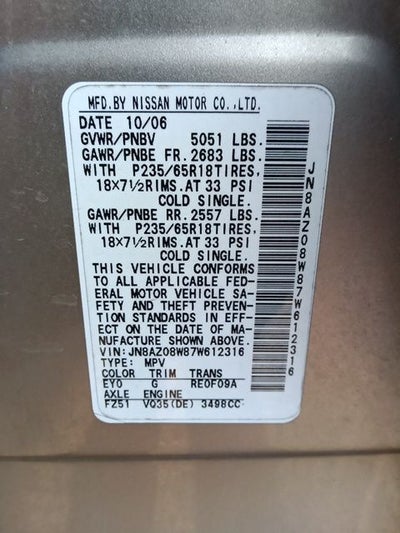 MFD.BY NISSAN MOTOR CO.,LTD.
DATE 10/06
GVWR/PNBV 5051 LBS.
GAWR/PNBE FR. 2683 LBS.
WITH P235/65R18TIRES,
18×7½RIMS.AT 33 PSI
COLD SINGLE.
GAWR/PNBE RR. 2557 LBS.
WITH P235/65R18TIRES,
18×7½RIMS.AT 33 PSI
COLD SINGLE.
THIS VEHICLE CONFORMS
TO ALL APPLICABLE FED-
ERAL MOTOR VEHICLE SA-
FETY AND THEFT PREVEN-
TION STANDARDS IN EFF-
ECT ON THE DATE OF MA-
NUFACTURE SHOWN ABOVE.
VIN:JN8AZ08W87W612316
TYPE: MPV
COLOR TRIM TRANS
EY0 G RE0F09A
AXLE ENGINE
FZ51 VQ35(DE) 3498CC
JN8AZ08W87W612316